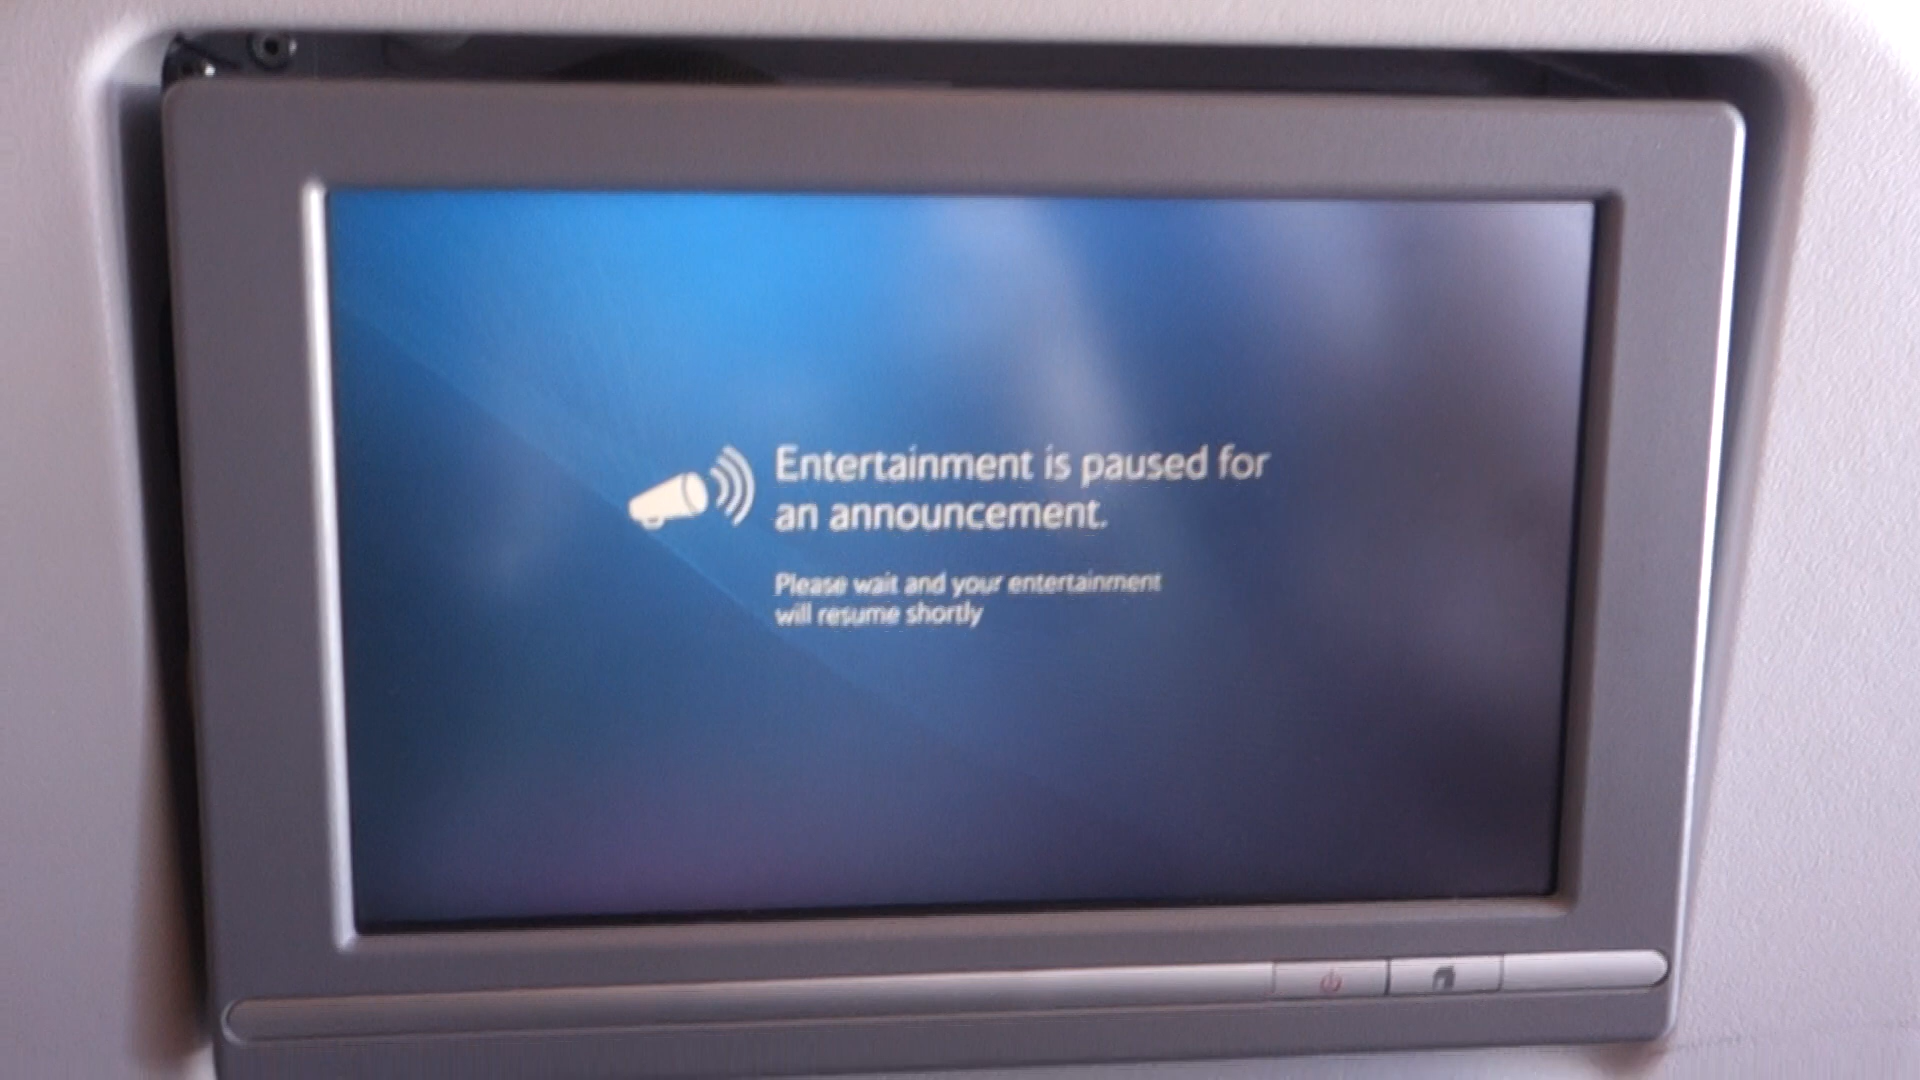 Entertainment is paused for
an announcement.
Please wait and your entertainment
will resume shortly